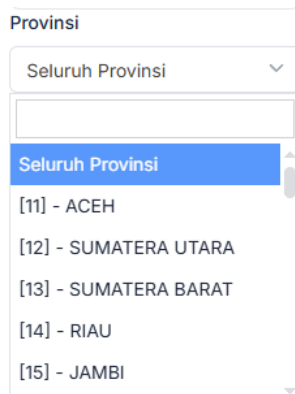 Provinsi
Seluruh Provinsi
Seluruh Provinsi
[11] - ACEH
[12] - SUMATERA UTARA
[13] - SUMATERA BARAT
[14] - RIAU
[15] - JAMBI